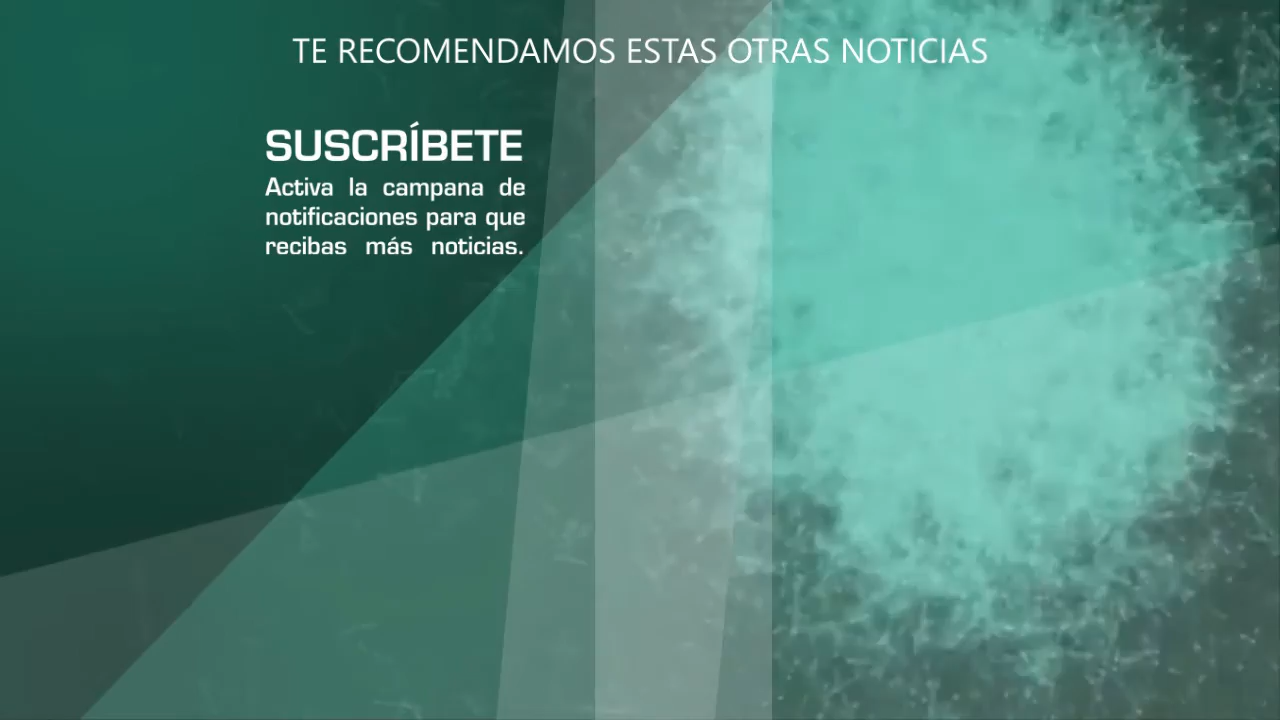 TE RECOMENDAMOS ESTAS OTRAS NOTICIAS
SUSCRÍBETE
Activa la campana de
notificaciones para que
recibas más noticias.